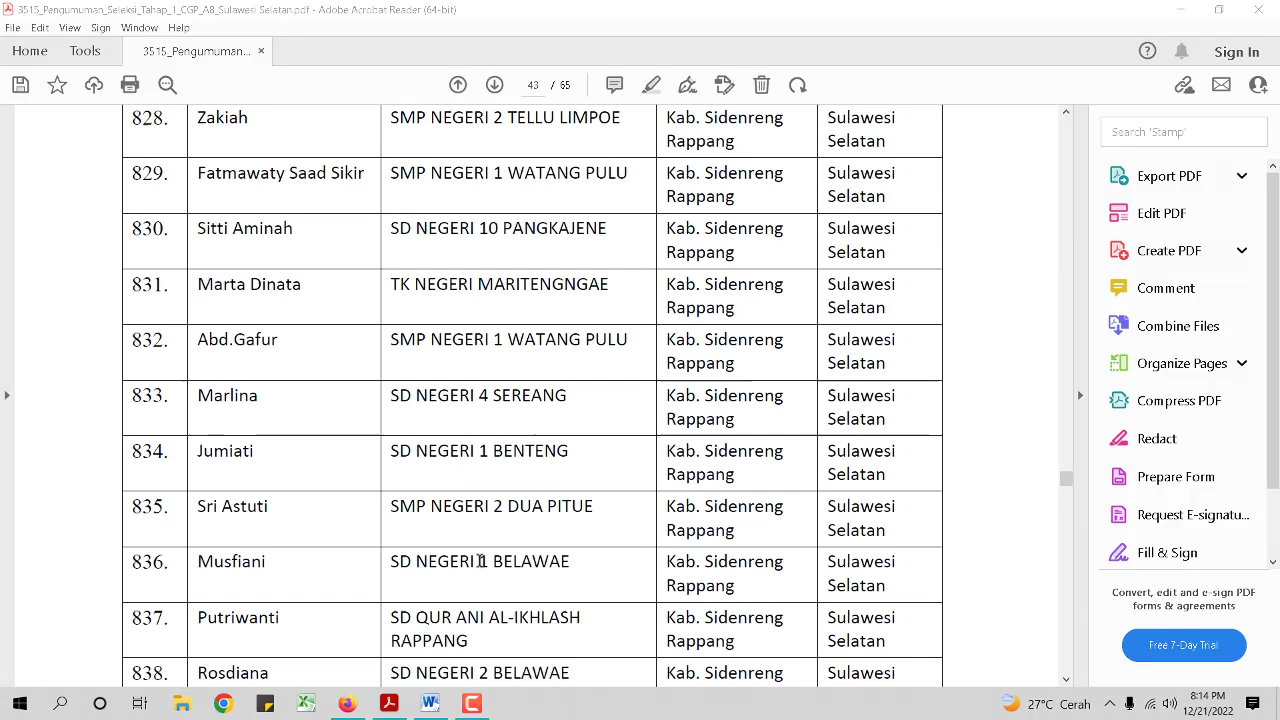 3515_Pengumuman_Seleksi_Tahap_1_CGP_A8_Sulawesi Selatan.pdf - Adobe Acrobat Reader (64-bit)
File Edit View Sign Window Help
Home Tools 3515_Pengumuman... × Sign In
43 / 65
828. Zakiah SMP NEGERI 2 TELLU LIMPOE Kab. Sidenreng Sulawesi
Rappang Selatan
829. Fatmawaty Saad Sikir SMP NEGERI 1 WATANG PULU Kab. Sidenreng Sulawesi
Rappang Selatan
830. Sitti Aminah SD NEGERI 10 PANGKAJENE Kab. Sidenreng Sulawesi
Rappang Selatan
831. Marta Dinata TK NEGERI MARITENGNGAE Kab. Sidenreng Sulawesi
Rappang Selatan
832. Abd.Gafur SMP NEGERI 1 WATANG PULU Kab. Sidenreng Sulawesi
Rappang Selatan
833. Marlina SD NEGERI 4 SEREANG Kab. Sidenreng Sulawesi
Rappang Selatan
834. Jumiati SD NEGERI 1 BENTENG Kab. Sidenreng Sulawesi
Rappang Selatan
835. Sri Astuti SMP NEGERI 2 DUA PITUE Kab. Sidenreng Sulawesi
Rappang Selatan
836. Musfiani SD NEGERI 1 BELAWAE Kab. Sidenreng Sulawesi
Rappang Selatan
837. Putriwanti SD QUR ANI AL-IKHLASH Kab. Sidenreng Sulawesi
RAPPANG Rappang Selatan
838. Rosdiana SD NEGERI 2 BELAWAE Kab. Sidenreng Sulawesi
Search 'Stamp'
Export PDF
Edit PDF
Create PDF
Comment
Combine Files
Organize Pages
Compress PDF
Redact
Prepare Form
Request E-signatu...
Fill & Sign
Convert, edit and e-sign PDF
forms & agreements
Free 7-Day Trial
27°C Cerah
8:14 PM
12/21/2022